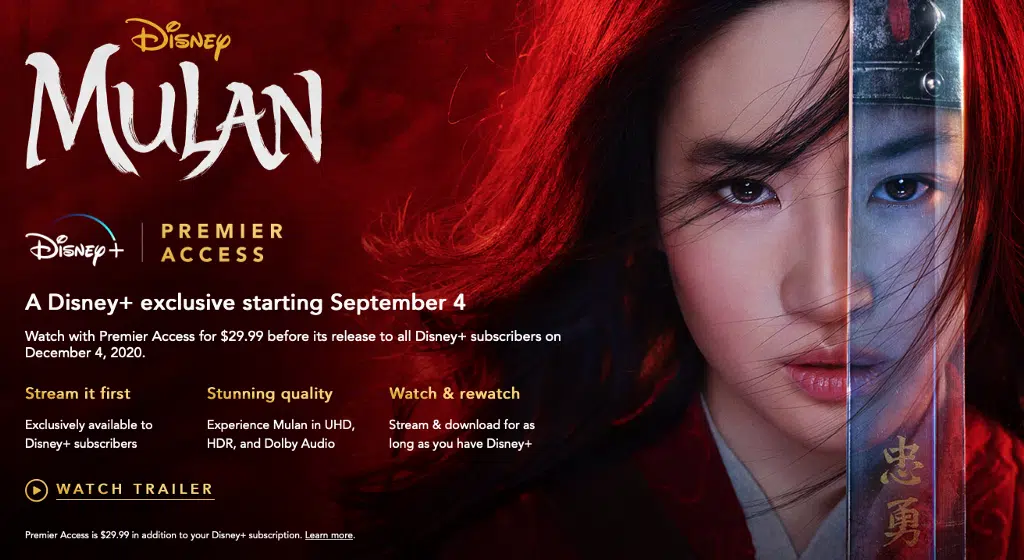 Disney
MULAN
Disney+
PREMIER
ACCESS
A Disney+ exclusive starting September 4
Watch with Premier Access for $29.99 before its release to all Disney+ subscribers on
December 4, 2020.
Stream it first
Exclusively available to
Disney+ subscribers
Stunning quality
Experience Mulan in UHD,
HDR, and Dolby Audio
Watch & rewatch
Stream & download for as
long as you have Disney+
WATCH TRAILER
Premier Access is $29.99 in addition to your Disney+ subscription. Learn more.
忠
勇